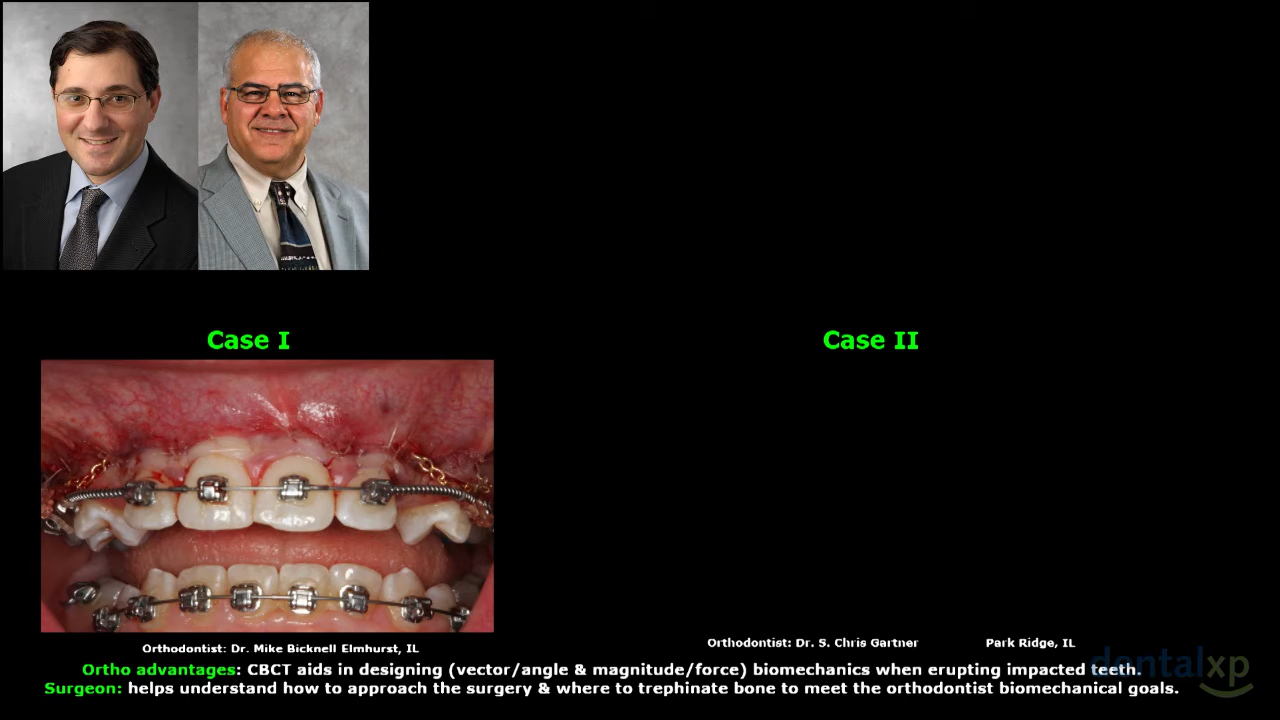 Case I
Case II
Orthodontist: Dr. Mike Bicknell Elmhurst, IL
Orthodontist: Dr. S. Chris Gartner Park Ridge, IL
Ortho advantages: CBCT aids in designing (vector/angle & magnitude/force) biomechanics when erupting impacted teeth.
Surgeon: helps understand how to approach the surgery & where to trephinate bone to meet the orthodontist biomechanical goals.
dentalxp